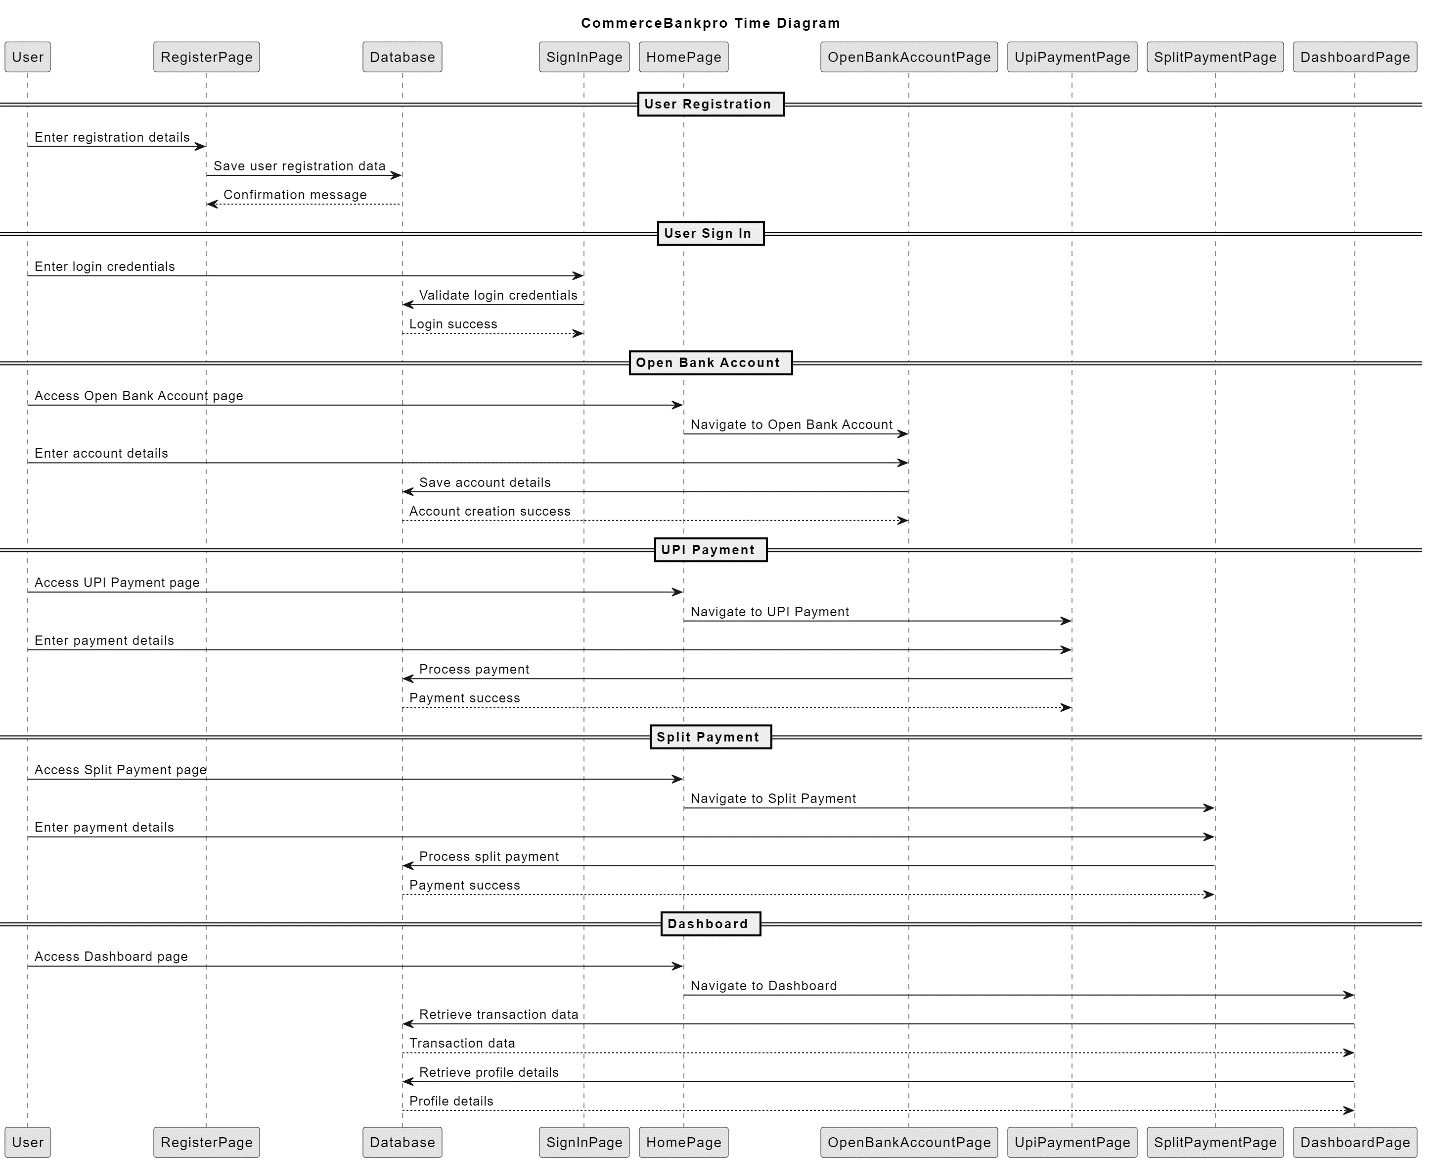 CommerceBankpro Time Diagram
User RegisterPage Database SignInPage HomePage OpenBankAccountPage UpiPaymentPage SplitPaymentPage DashboardPage
User Registration
Enter registration details
Save user registration data
Confirmation message
User Sign In
Enter login credentials
Validate login credentials
Login success
Open Bank Account
Access Open Bank Account page
Navigate to Open Bank Account
Enter account details
Save account details
Account creation success
UPI Payment
Access UPI Payment page
Navigate to UPI Payment
Enter payment details
Process payment
Payment success
Split Payment
Access Split Payment page
Navigate to Split Payment
Enter payment details
Process split payment
Payment success
Dashboard
Access Dashboard page
Navigate to Dashboard
Retrieve transaction data
Transaction data
Retrieve profile details
Profile details
User RegisterPage Database SignInPage HomePage OpenBankAccountPage UpiPaymentPage SplitPaymentPage DashboardPage